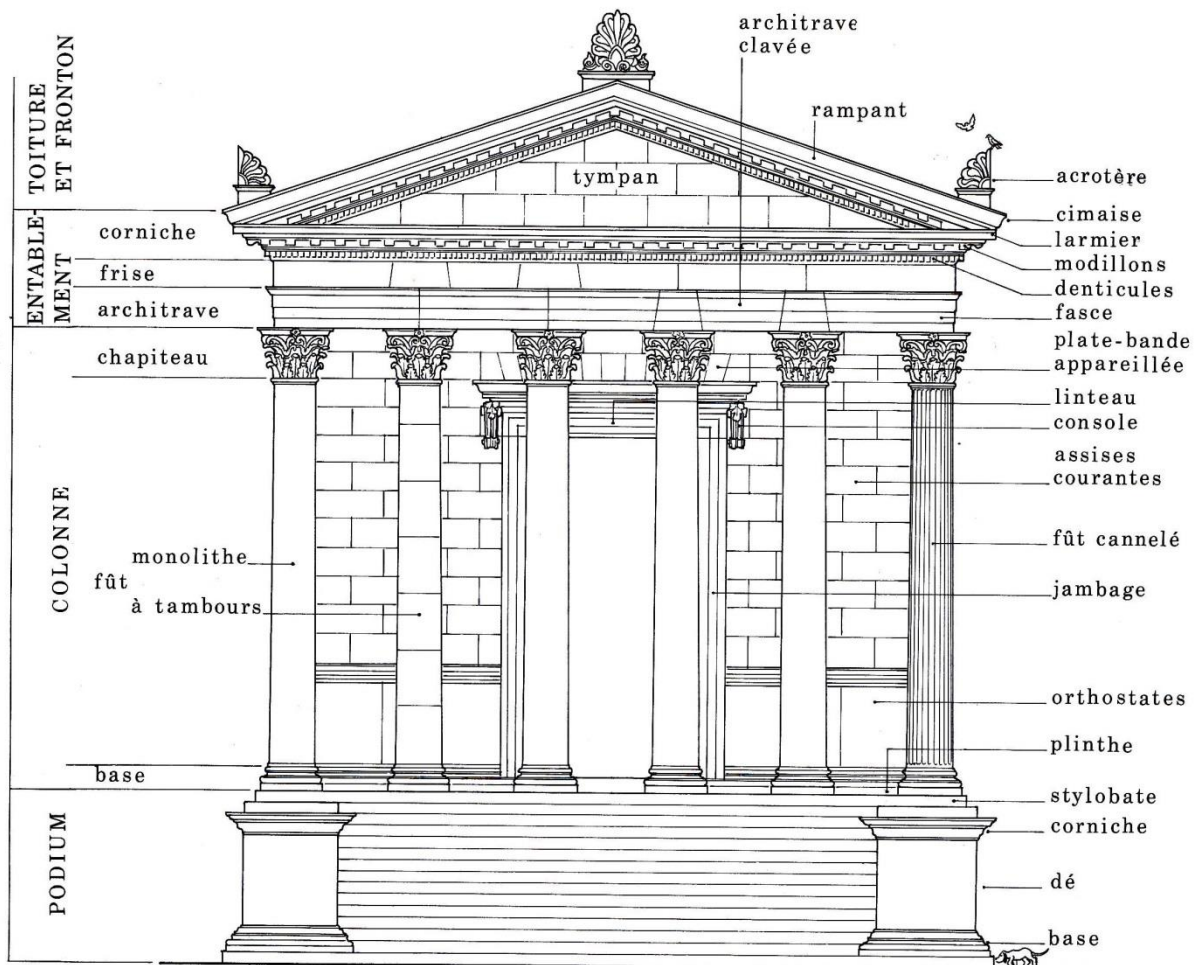 TOITURE
ET FRONTON
ENTABLE-
MENT
COLONNE
PODIUM
corniche
frise
architrave
chapiteau
monolithe
fût
à tambours
base
architrave
clavée
rampant
tympan
acrotère
cimaise
larmier
modillons
denticules
fasce
plate-bande
appareillée
linteau
console
assises
courantes
fût cannelé
jambage
orthostates
plinthe
stylobate
corniche
dé
base